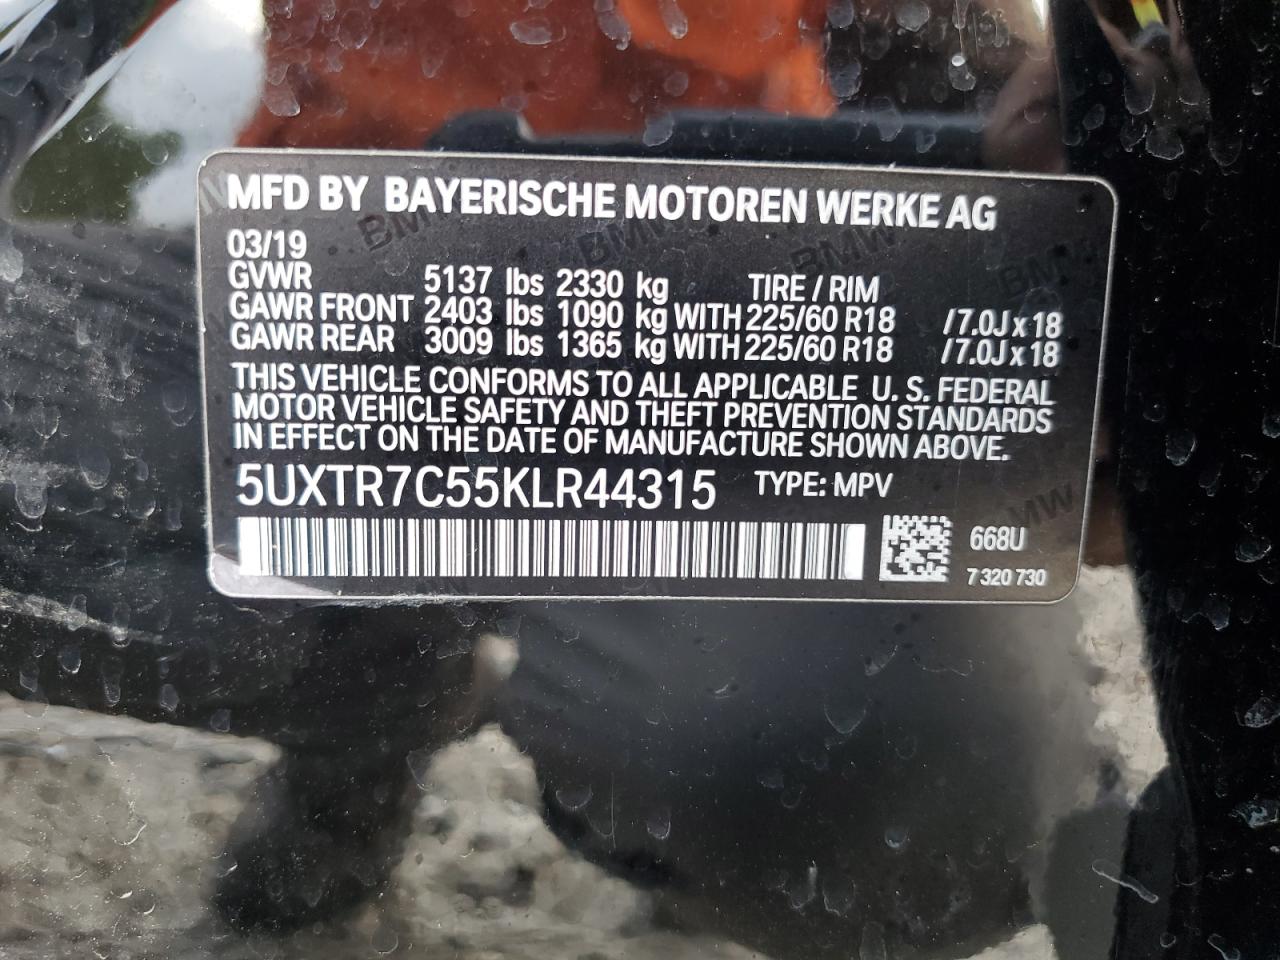 MFD BY BAYERISCHE MOTOREN WERKE AG
03/19
GVWR 5137 lbs 2330 kg TIRE / RIM
GAWR FRONT 2403 lbs 1090 kg WITH 225/60 R18 /7.0J x 18
GAWR REAR 3009 lbs 1365 kg WITH 225/60 R18 /7.0J x 18
THIS VEHICLE CONFORMS TO ALL APPLICABLE U. S. FEDERAL
MOTOR VEHICLE SAFETY AND THEFT PREVENTION STANDARDS
IN EFFECT ON THE DATE OF MANUFACTURE SHOWN ABOVE.
5UXTR7C55KLR44315 TYPE: MPV
668U
7 320 730